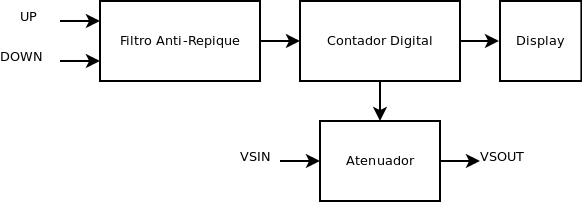 UP
DOWN
Filtro Anti-Repique
Contador Digital
Display
VSIN
Atenuador
VSOUT